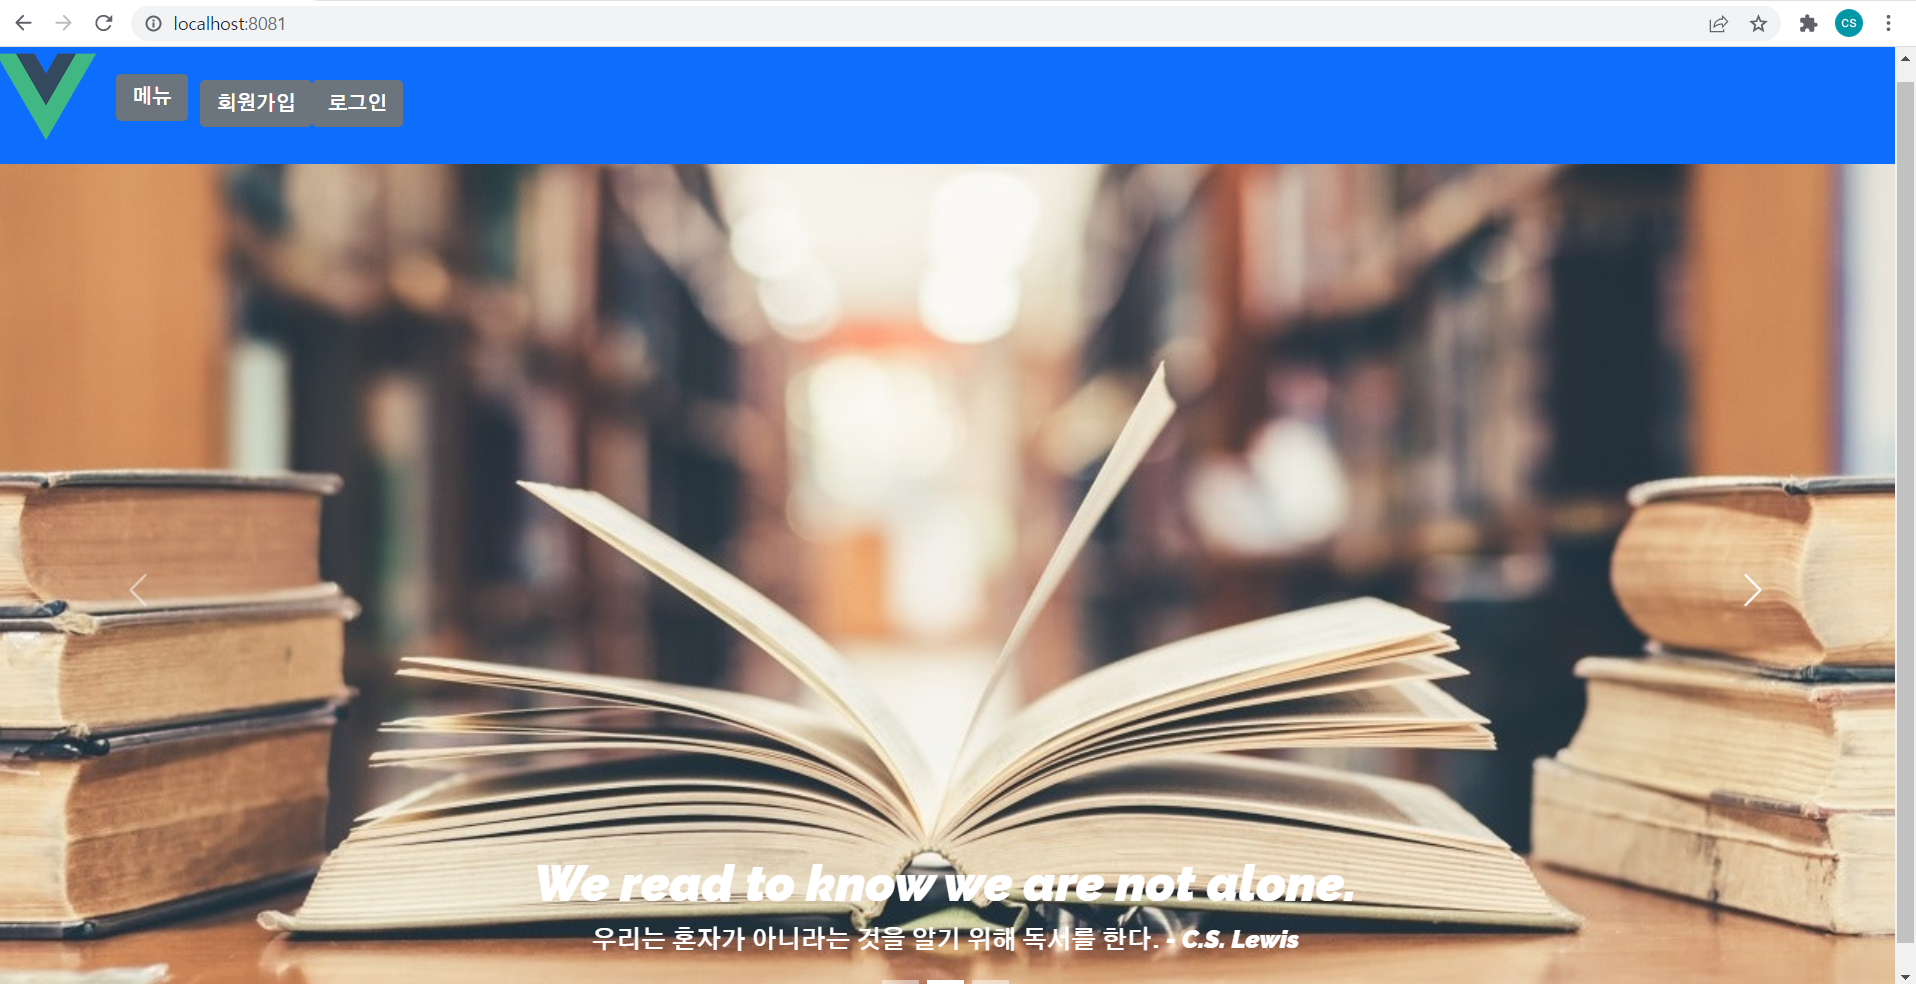 localhost:8081
CS
메뉴
회원가입
로그인
We read to know we are not alone.
우리는 혼자가 아니라는 것을 알기 위해 독서를 한다. - C.S. Lewis